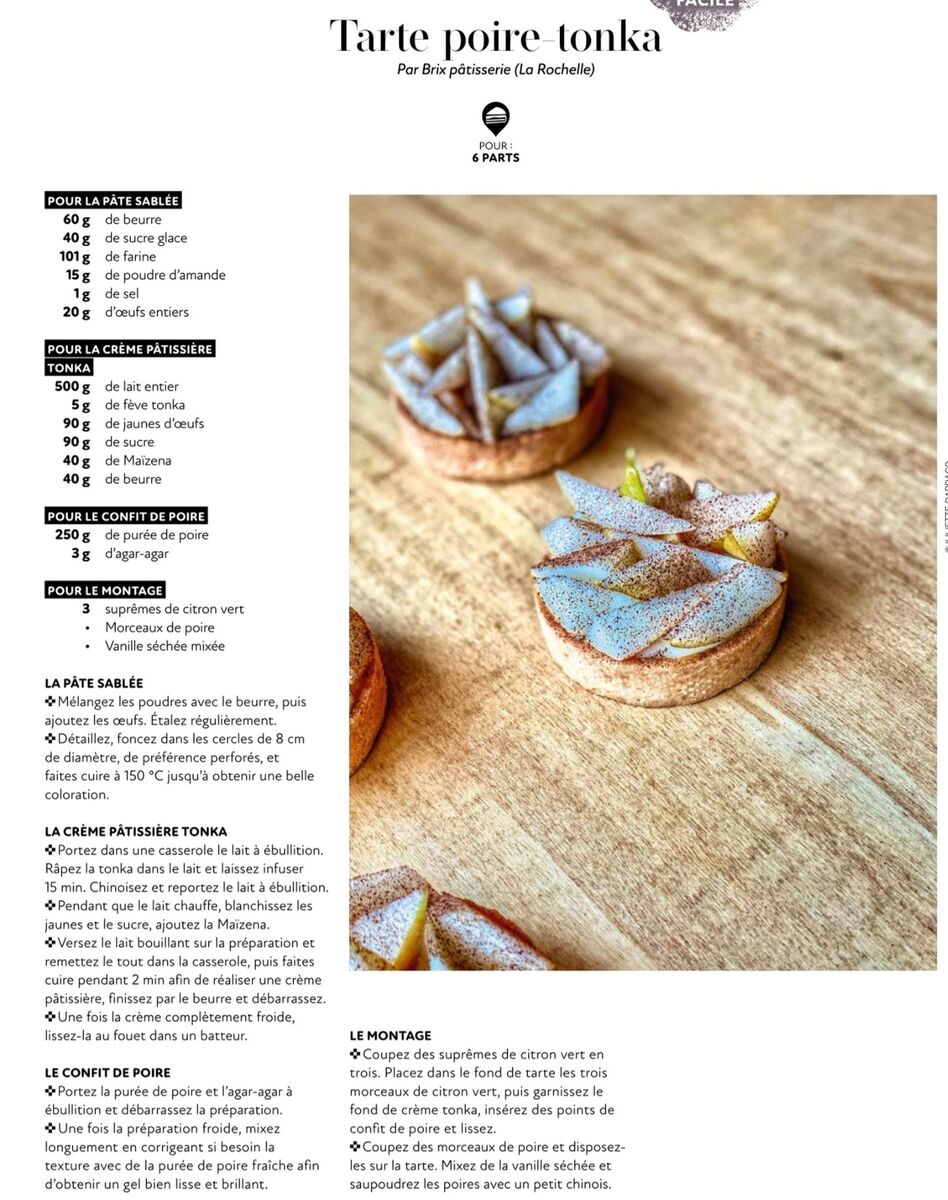 FACILE
Tarte poire-tonka
Par Brix pâtisserie (La Rochelle)
POUR :
6 PARTS
POUR LA PÂTE SABLÉE
60 g de beurre
40 g de sucre glace
101 g de farine
15 g de poudre d'amande
1 g de sel
20 g d'œufs entiers
POUR LA CRÈME PÂTISSIÈRE
TONKA
500 g de lait entier
5 g de fève tonka
90 g de jaunes d'œufs
90 g de sucre
40 g de Maïzena
40 g de beurre
POUR LE CONFIT DE POIRE
250 g de purée de poire
3 g d'agar-agar
POUR LE MONTAGE
3 suprêmes de citron vert
• Morceaux de poire
• Vanille séchée mixée
LA PÂTE SABLÉE
✤Mélangez les poudres avec le beurre, puis
ajoutez les œufs. Étalez régulièrement.
✤Détaillez, foncez dans les cercles de 8 cm
de diamètre, de préférence perforés, et
faites cuire à 150 °C jusqu'à obtenir une belle
coloration.
LA CRÈME PÂTISSIÈRE TONKA
✤Portez dans une casserole le lait à ébullition.
Râpez la tonka dans le lait et laissez infuser
15 min. Chinoisez et reportez le lait à ébullition.
✤Pendant que le lait chauffe, blanchissez les
jaunes et le sucre, ajoutez la Maïzena.
✤Versez le lait bouillant sur la préparation et
remettez le tout dans la casserole, puis faites
cuire pendant 2 min afin de réaliser une crème
pâtissière, finissez par le beurre et débarrassez.
✤Une fois la crème complètement froide,
lissez-la au fouet dans un batteur.
LE CONFIT DE POIRE
✤Portez la purée de poire et l'agar-agar à
ébullition et débarrassez la préparation.
✤Une fois la préparation froide, mixez
longuement en corrigeant si besoin la
texture avec de la purée de poire fraîche afin
d'obtenir un gel bien lisse et brillant.
LE MONTAGE
✤Coupez des suprêmes de citron vert en
trois. Placez dans le fond de tarte les trois
morceaux de citron vert, puis garnissez le
fond de crème tonka, insérez des points de
confit de poire et lissez.
✤Coupez des morceaux de poire et disposez-
les sur la tarte. Mixez de la vanille séchée et
saupoudrez les poires avec un petit chinois.